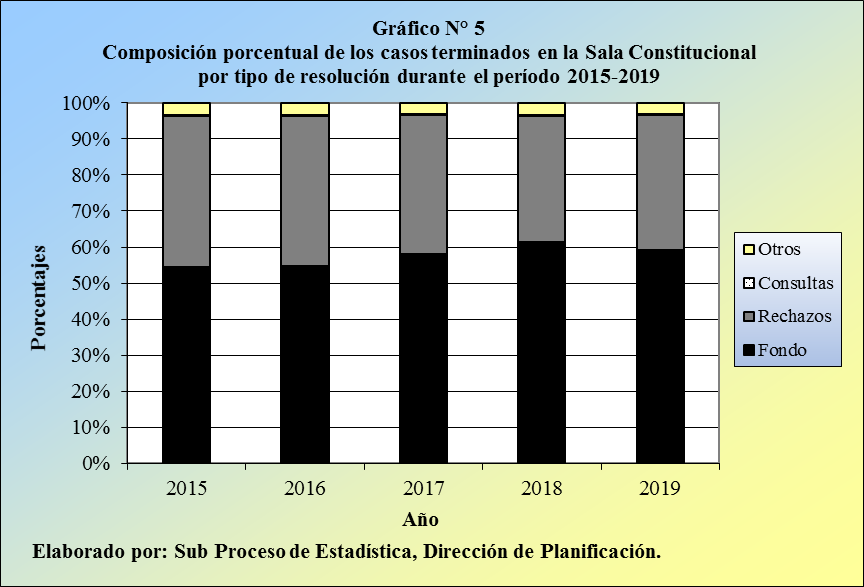 Gráfico N° 5
Composición porcentual de los casos terminados en la Sala Constitucional
por tipo de resolución durante el período 2015-2019
100%
90%
80%
70%
60%
50%
40%
30%
20%
10%
0%
Porcentajes
2015 2016 2017 2018 2019
Año
Otros
Consultas
Rechazos
Fondo
Elaborado por: Sub Proceso de Estadística, Dirección de Planificación.